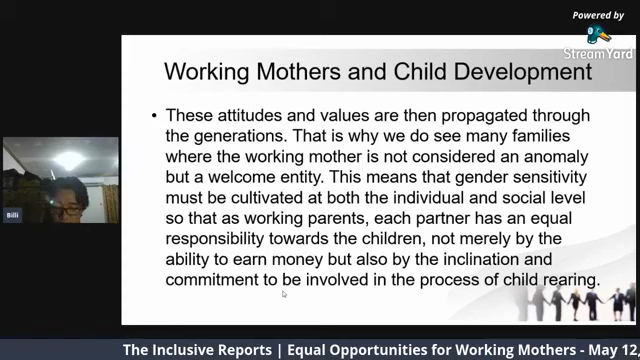 Powered by
StreamYard
Working Mothers and Child Development
• These attitudes and values are then propagated through
the generations. That is why we do see many families
where the working mother is not considered an anomaly
but a welcome entity. This means that gender sensitivity
must be cultivated at both the individual and social level
so that as working parents, each partner has an equal
responsibility towards the children, not merely by the
ability to earn money but also by the inclination and
commitment to be involved in the process of child rearing.
Billi
The Inclusive Reports | Equal Opportunities for Working Mothers - May 12